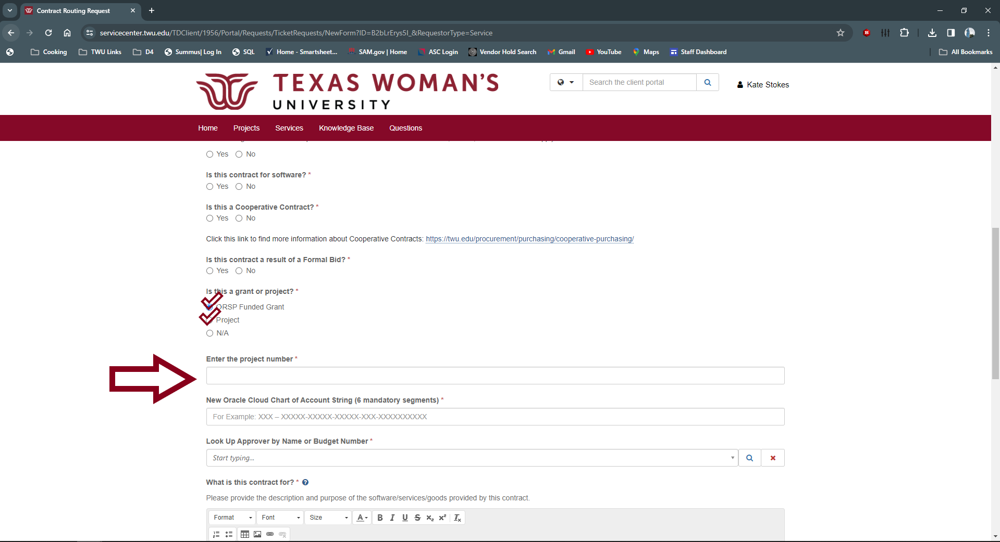 Contract Routing Request
servicecenter.twu.edu/TDClient/1956/Portal/Requests/TicketRequests/NewForm?ID=B2bLrErys5I_&RequestorType=Service
Cooking TWU Links D4 Summus| Log In SQL Home - Smartsheet... SAM.gov | Home ASC Login Vendor Hold Search Gmail YouTube Maps Staff Dashboard All Bookmarks
TEXAS WOMAN'S
UNIVERSITY
Search the client portal
Kate Stokes
Home Projects Services Knowledge Base Questions
Yes No
Is this contract for software? *
Yes No
Is this a Cooperative Contract? *
Yes No
Click this link to find more information about Cooperative Contracts: https://twu.edu/procurement/purchasing/cooperative-purchasing/
Is this contract a result of a Formal Bid? *
Yes No
Is this a grant or project? *
ORSP Funded Grant
Project
N/A
Enter the project number *
New Oracle Cloud Chart of Account String (6 mandatory segments) *
For Example: XXX – XXXXX-XXXXX-XXXXX-XXX-XXXXXXXXXX
Look Up Approver by Name or Budget Number *
Start typing...
What is this contract for? *
Please provide the description and purpose of the software/services/goods provided by this contract.
Format Font Size A B I U S x₂ x² Tx